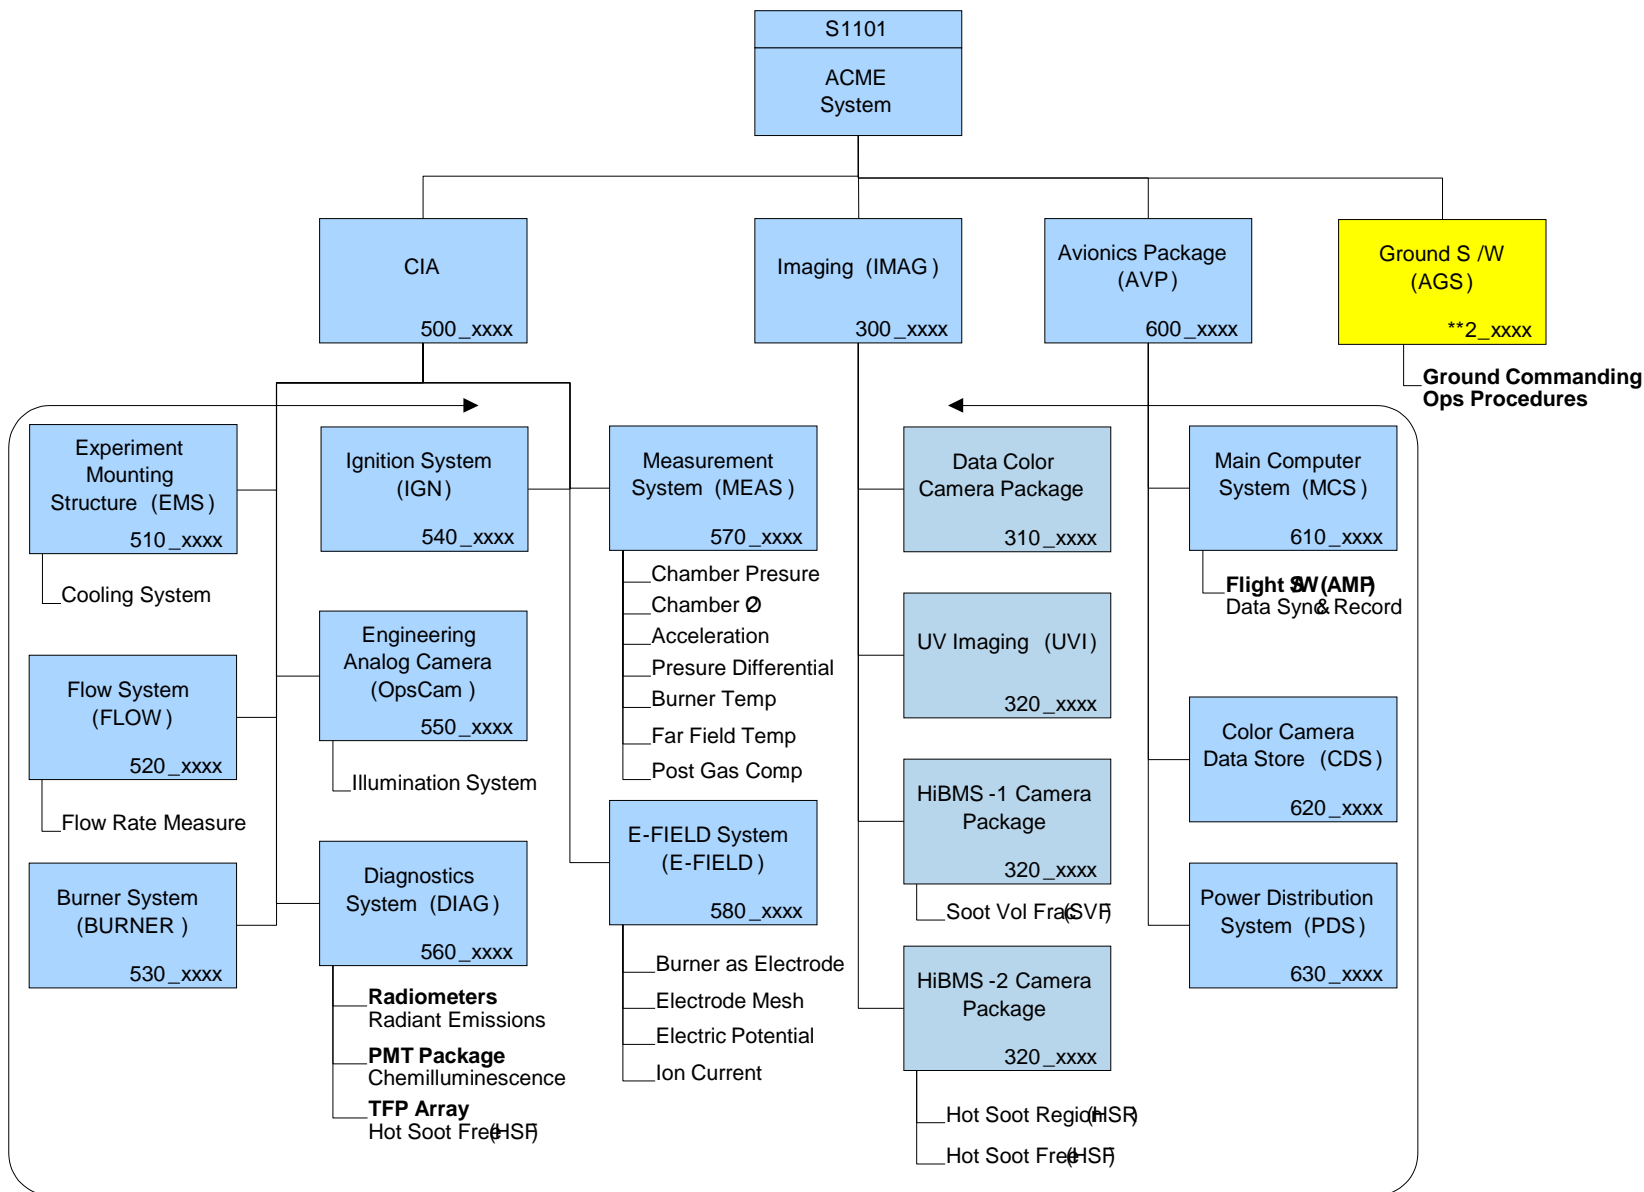 S1101
ACME
System
CIA
500_xxxx
Imaging (IMAG)
300_xxxx
Avionics Package
(AVP)
600_xxxx
Ground S/W
(AGS)
**2_xxxx
Ground Commanding
Ops Procedures
Experiment
Mounting
Structure (EMS)
510_xxxx
Cooling System
Flow System
(FLOW)
520_xxxx
Flow Rate Measure
Burner System
(BURNER)
530_xxxx
Ignition System
(IGN)
540_xxxx
Engineering
Analog Camera
(OpsCam)
550_xxxx
Illumination System
Diagnostics
System (DIAG)
560_xxxx
Radiometers
Radiant Emissions
PMT Package
Chemilluminescence
TFP Array
Hot Soot Free (HSF)
Measurement
System (MEAS)
570_xxxx
Chamber Presure
Chamber O2
Acceleration
Presure Differential
Burner Temp
Far Field Temp
Post Gas Comp.
E-FIELD System
(E-FIELD)
580_xxxx
Burner as Electrode
Electrode Mesh
Electric Potential
Ion Current
Data Color
Camera Package
310_xxxx
UV Imaging (UVI)
320_xxxx
HiBMS-1 Camera
Package
320_xxxx
Soot Vol Frac (SVF)
HiBMS-2 Camera
Package
320_xxxx
Hot Soot Region (HSR)
Hot Soot Free (HSF)
Main Computer
System (MCS)
610_xxxx
Flight S/W (AMP)
Data Sync & Record
Color Camera
Data Store (CDS)
620_xxxx
Power Distribution
System (PDS)
630_xxxx